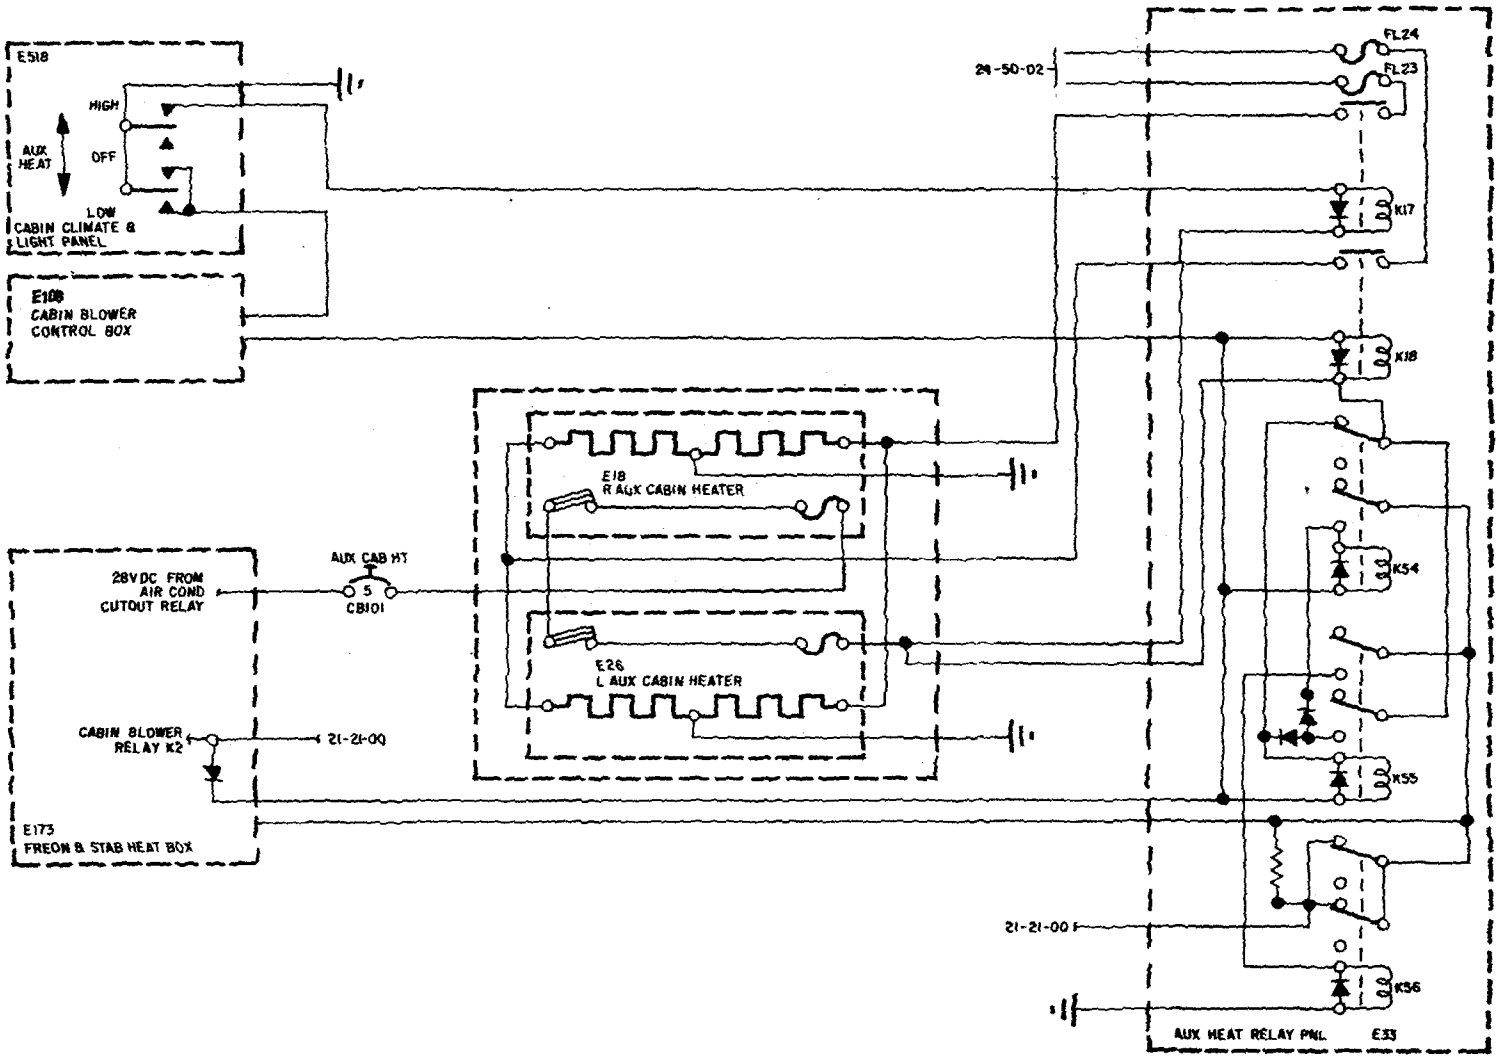 E518
HIGH
AUX
HEAT
OFF
LOW
CABIN CLIMATE &
LIGHT PANEL
E108
CABIN BLOWER
CONTROL BOX
24-50-02
FL24
FL23
K17
K18
E18
R AUX CABIN HEATER
K54
28VDC FROM
AIR COND
CUTOUT RELAY
AUX CAB HT
5
CB101
E26
L AUX CABIN HEATER
CABIN BLOWER
RELAY K2
21-21-00
K55
E173
FREON & STAB HEAT BOX
21-21-00
K56
AUX HEAT RELAY PNL E33